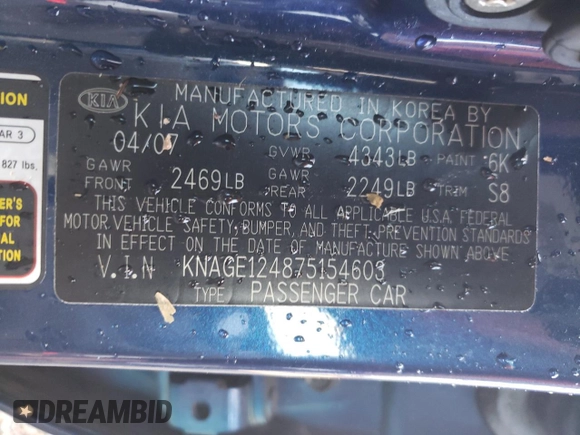 ION
AR 3
827 lbs.
ER'S
FOR
AL
TION
KIA
MANUFACTURED IN KOREA BY
KIA MOTORS CORPORATION
04/07 GVWR 4343LB PAINT 6K
GAWR FRONT 2469LB GAWR REAR 2249LB TRIM S8
THIS VEHICLE CONFORMS TO ALL APPLICABLE U.S.A. FEDERAL
MOTOR VEHICLE SAFETY, BUMPER, AND THEFT PREVENTION STANDARDS
IN EFFECT ON THE DATE OF MANUFACTURE SHOWN ABOVE.
V.I.N KNAGE124875154603
TYPE PASSENGER CAR
DREAMBID